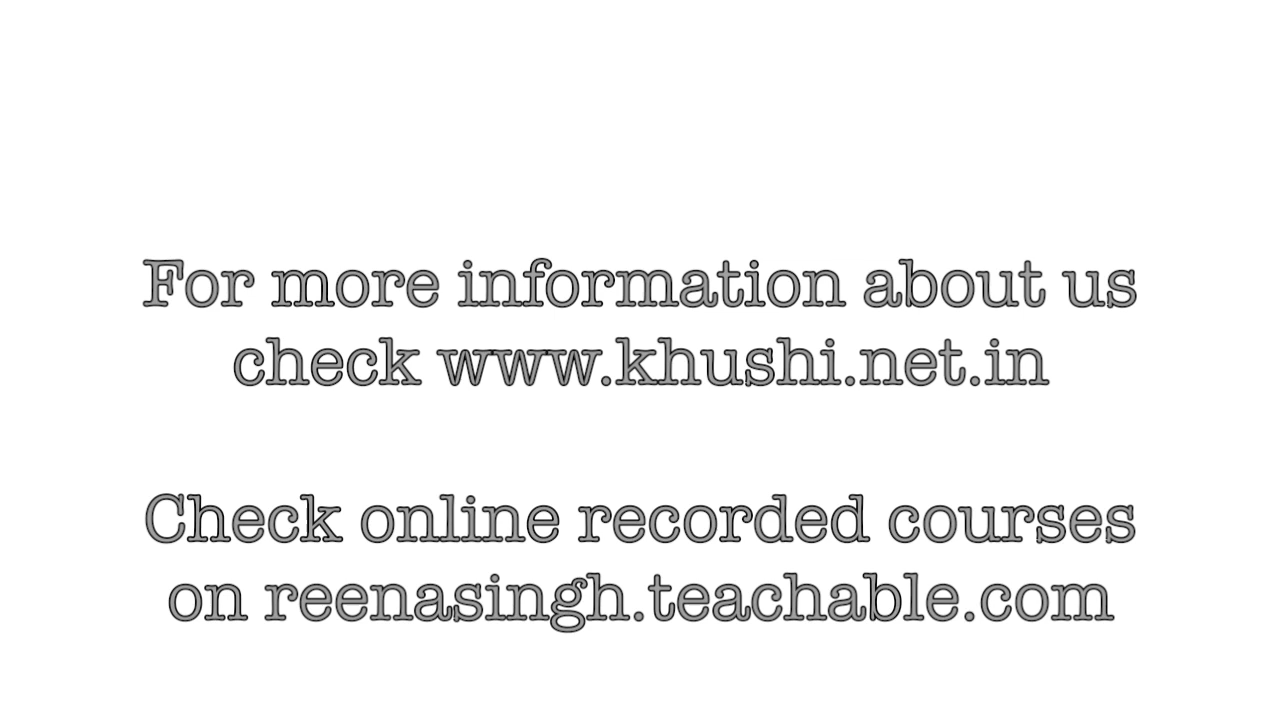 For more information about us
check www.khushi.net.in
Check online recorded courses
on reenasingh.teachable.com